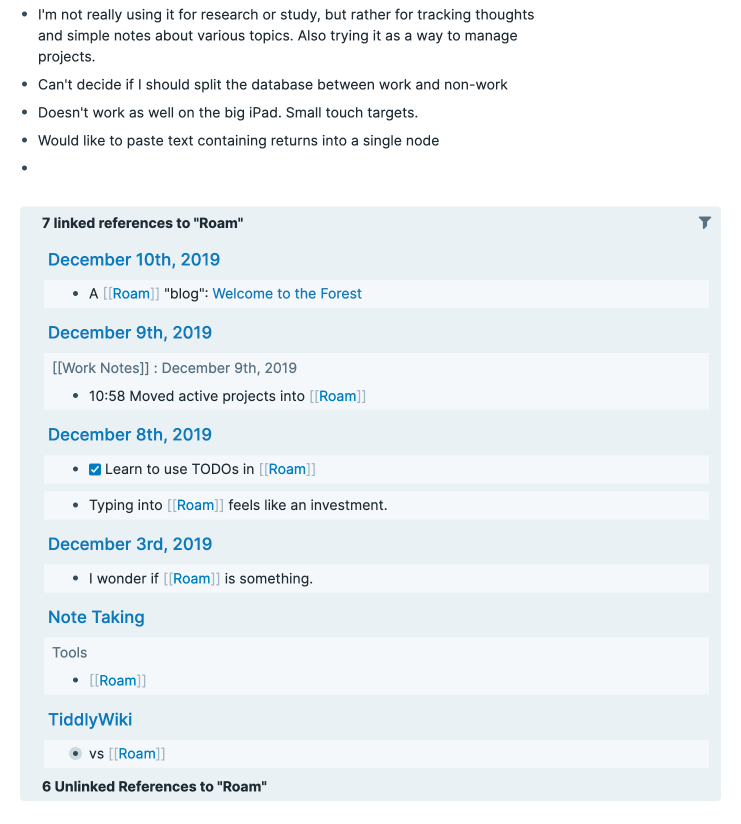 I'm not really using it for research or study, but rather for tracking thoughts
and simple notes about various topics. Also trying it as a way to manage
projects.
Can't decide if I should split the database between work and non-work
Doesn't work as well on the big iPad. Small touch targets.
Would like to paste text containing returns into a single node
7 linked references to "Roam"
December 10th, 2019
A [[Roam]] "blog": Welcome to the Forest
December 9th, 2019
[[Work Notes]] : December 9th, 2019
10:58 Moved active projects into [[Roam]]
December 8th, 2019
Learn to use TODOs in [[Roam]]
Typing into [[Roam]] feels like an investment.
December 3rd, 2019
I wonder if [[Roam]] is something.
Note Taking
Tools
[[Roam]]
TiddlyWiki
vs [[Roam]]
6 Unlinked References to "Roam"